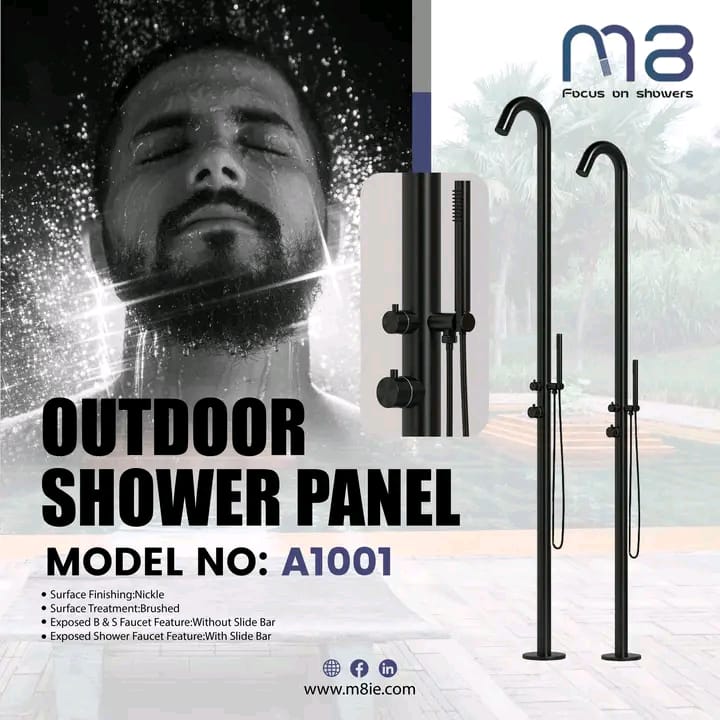 m8
Focus on showers
OUTDOOR
SHOWER PANEL
MODEL NO: A1001
• Surface Finishing:Nickle
• Surface Treatment:Brushed
• Exposed B & S Faucet Feature:Without Slide Bar
• Exposed Shower Faucet Feature:With Slide Bar
www.m8ie.com